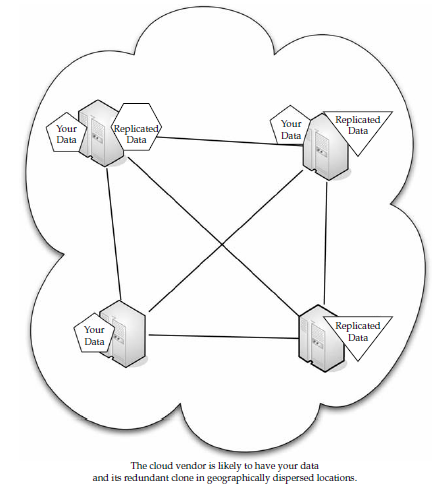 Your
Data
Replicated
Data
Your
Data
Replicated
Data
Your
Data
Replicated
Data
The cloud vendor is likely to have your data
and its redundant clone in geographically dispersed locations.